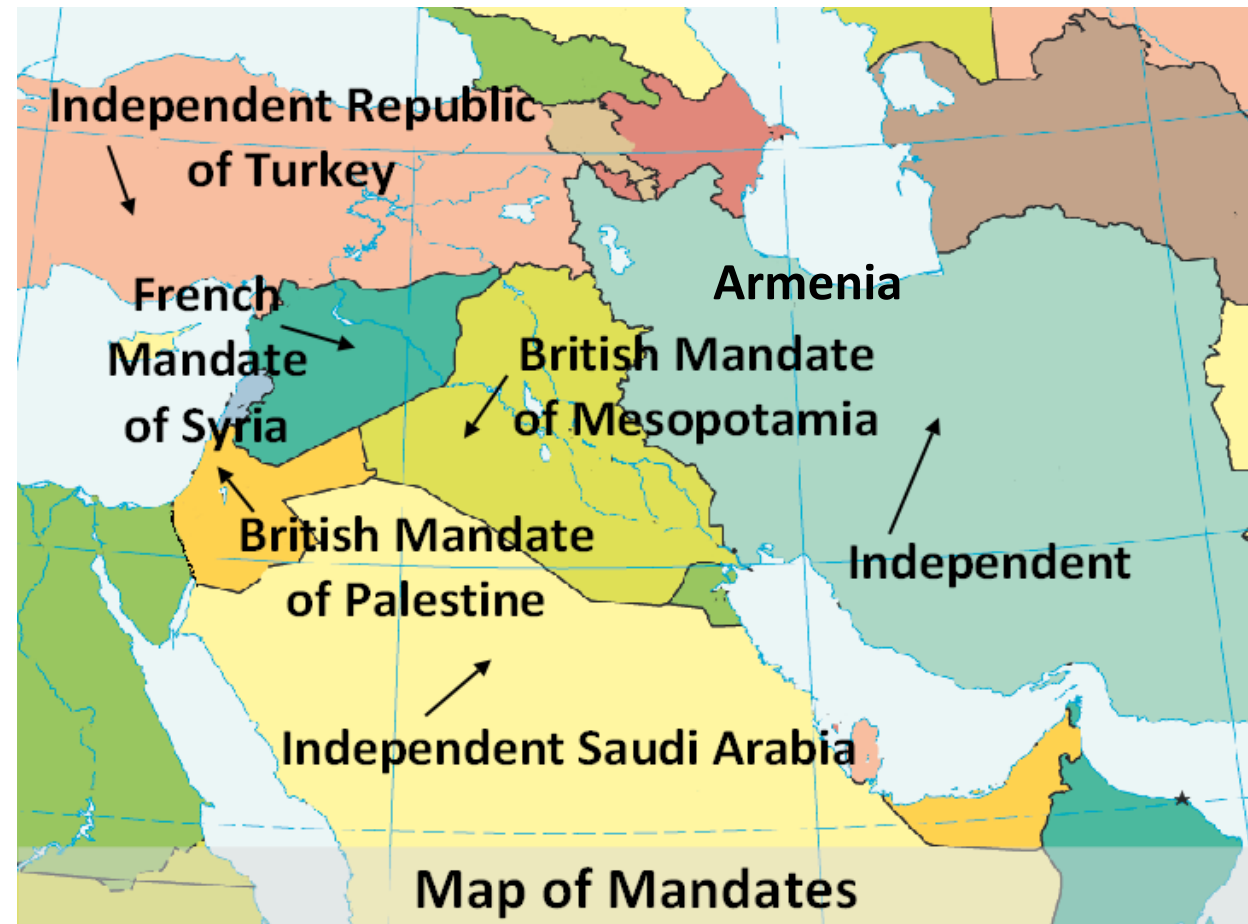 Independent Republic
of Turkey
French
Mandate
of Syria
Armenia
British Mandate
of Mesopotamia
British Mandate
of Palestine
Independent
Independent Saudi Arabia
Map of Mandates